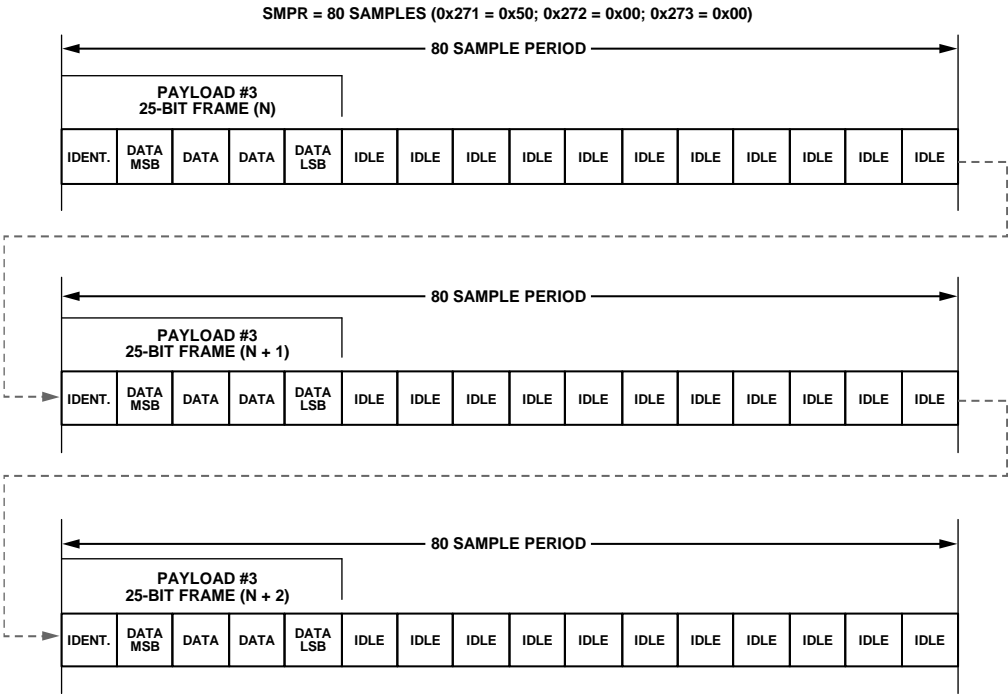 SMPR = 80 SAMPLES (0x271 = 0x50; 0x272 = 0x00; 0x273 = 0x00)
80 SAMPLE PERIOD
PAYLOAD #3
25-BIT FRAME (N)
IDENT. DATA MSB DATA DATA DATA LSB IDLE IDLE IDLE IDLE IDLE IDLE IDLE IDLE IDLE IDLE IDLE
80 SAMPLE PERIOD
PAYLOAD #3
25-BIT FRAME (N + 1)
IDENT. DATA MSB DATA DATA DATA LSB IDLE IDLE IDLE IDLE IDLE IDLE IDLE IDLE IDLE IDLE IDLE
80 SAMPLE PERIOD
PAYLOAD #3
25-BIT FRAME (N + 2)
IDENT. DATA MSB DATA DATA DATA LSB IDLE IDLE IDLE IDLE IDLE IDLE IDLE IDLE IDLE IDLE IDLE